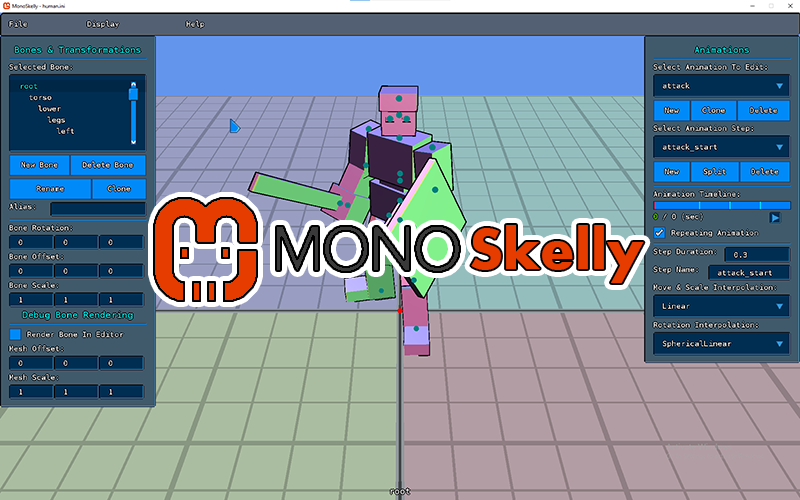 MonoSkelly - human.ini
File Display Help
Bones & Transformations
Selected Bone:
root
torso
lower
legs
left
New Bone Delete Bone
Rename Clone
Alias:
Bone Rotation:
0 0 0
Bone Offset:
0 0 0
Bone Scale:
1 1 1
Debug Bone Rendering
Render Bone In Editor
Mesh Offset:
0 0 0
Mesh Scale:
1 1 1
MONO Skelly
Animations
Select Animation To Edit:
attack
New Clone Delete
Select Animation Step:
attack_start
New Split Delete
Animation Timeline:
0 / 0 (sec)
Repeating Animation
Step Duration: 0.3
Step Name: attack_start
Move & Scale Interpolation:
Linear
Rotation Interpolation:
SphericalLinear
root